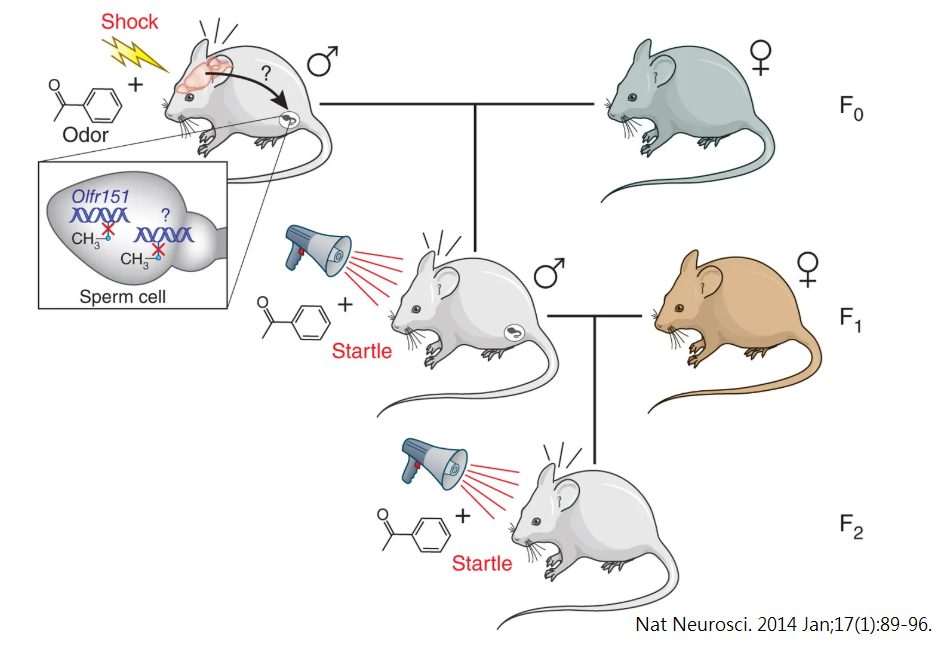 Shock
+
?
♂
♀
O
Odor
F0
Olfr151
?
CH3
CH3
Sperm cell
♂
♀
O
+
Startle
F1
O
+
Startle
F2
Nat Neurosci. 2014 Jan;17(1):89-96.